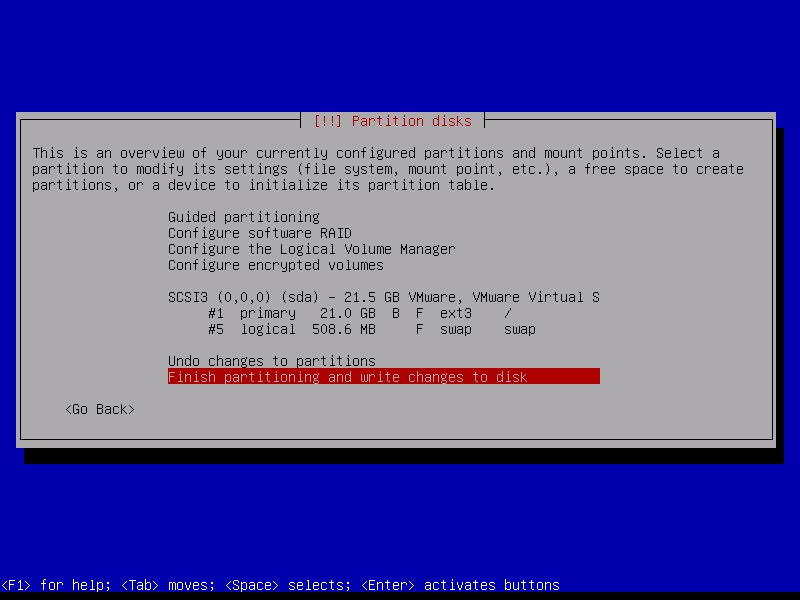 [!!] Partition disks
This is an overview of your currently configured partitions and mount points. Select a
partition to modify its settings (file system, mount point, etc.), a free space to create
partitions, or a device to initialize its partition table.
Guided partitioning
Configure software RAID
Configure the Logical Volume Manager
Configure encrypted volumes
SCSI3 (0,0,0) (sda) - 21.5 GB VMware, VMware Virtual S
#1 primary 21.0 GB B F ext3 /
#5 logical 508.6 MB F swap swap
Undo changes to partitions
Finish partitioning and write changes to disk
<Go Back>
<F1> for help; <Tab> moves; <Space> selects; <Enter> activates buttons